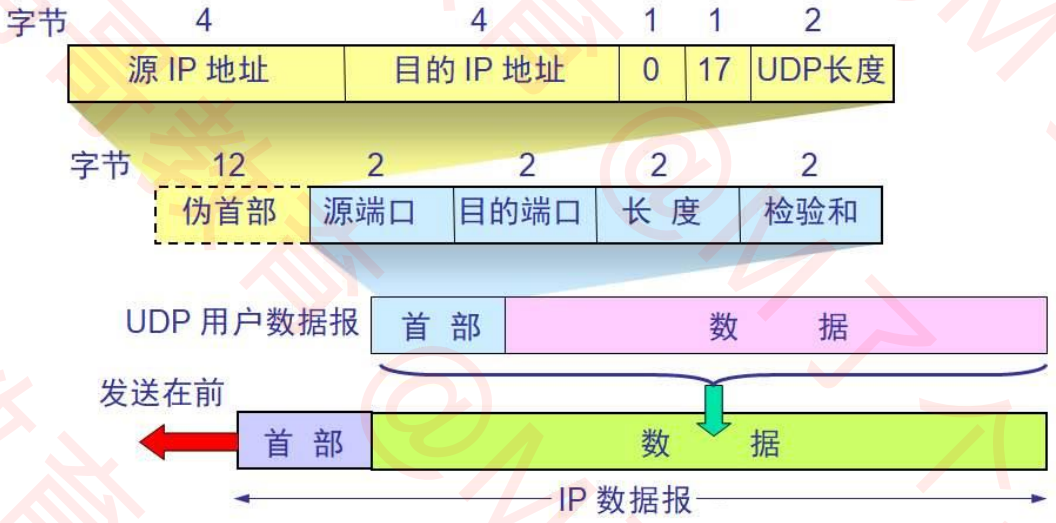 字节 4 4 1 1 2
源 IP 地址 目的 IP 地址 0 17 UDP长度
字节 12 2 2 2 2
伪首部 源端口 目的端口 长 度 检验和
UDP 用户数据报 首 部 数 据
发送在前
首 部 数 据
IP 数据报